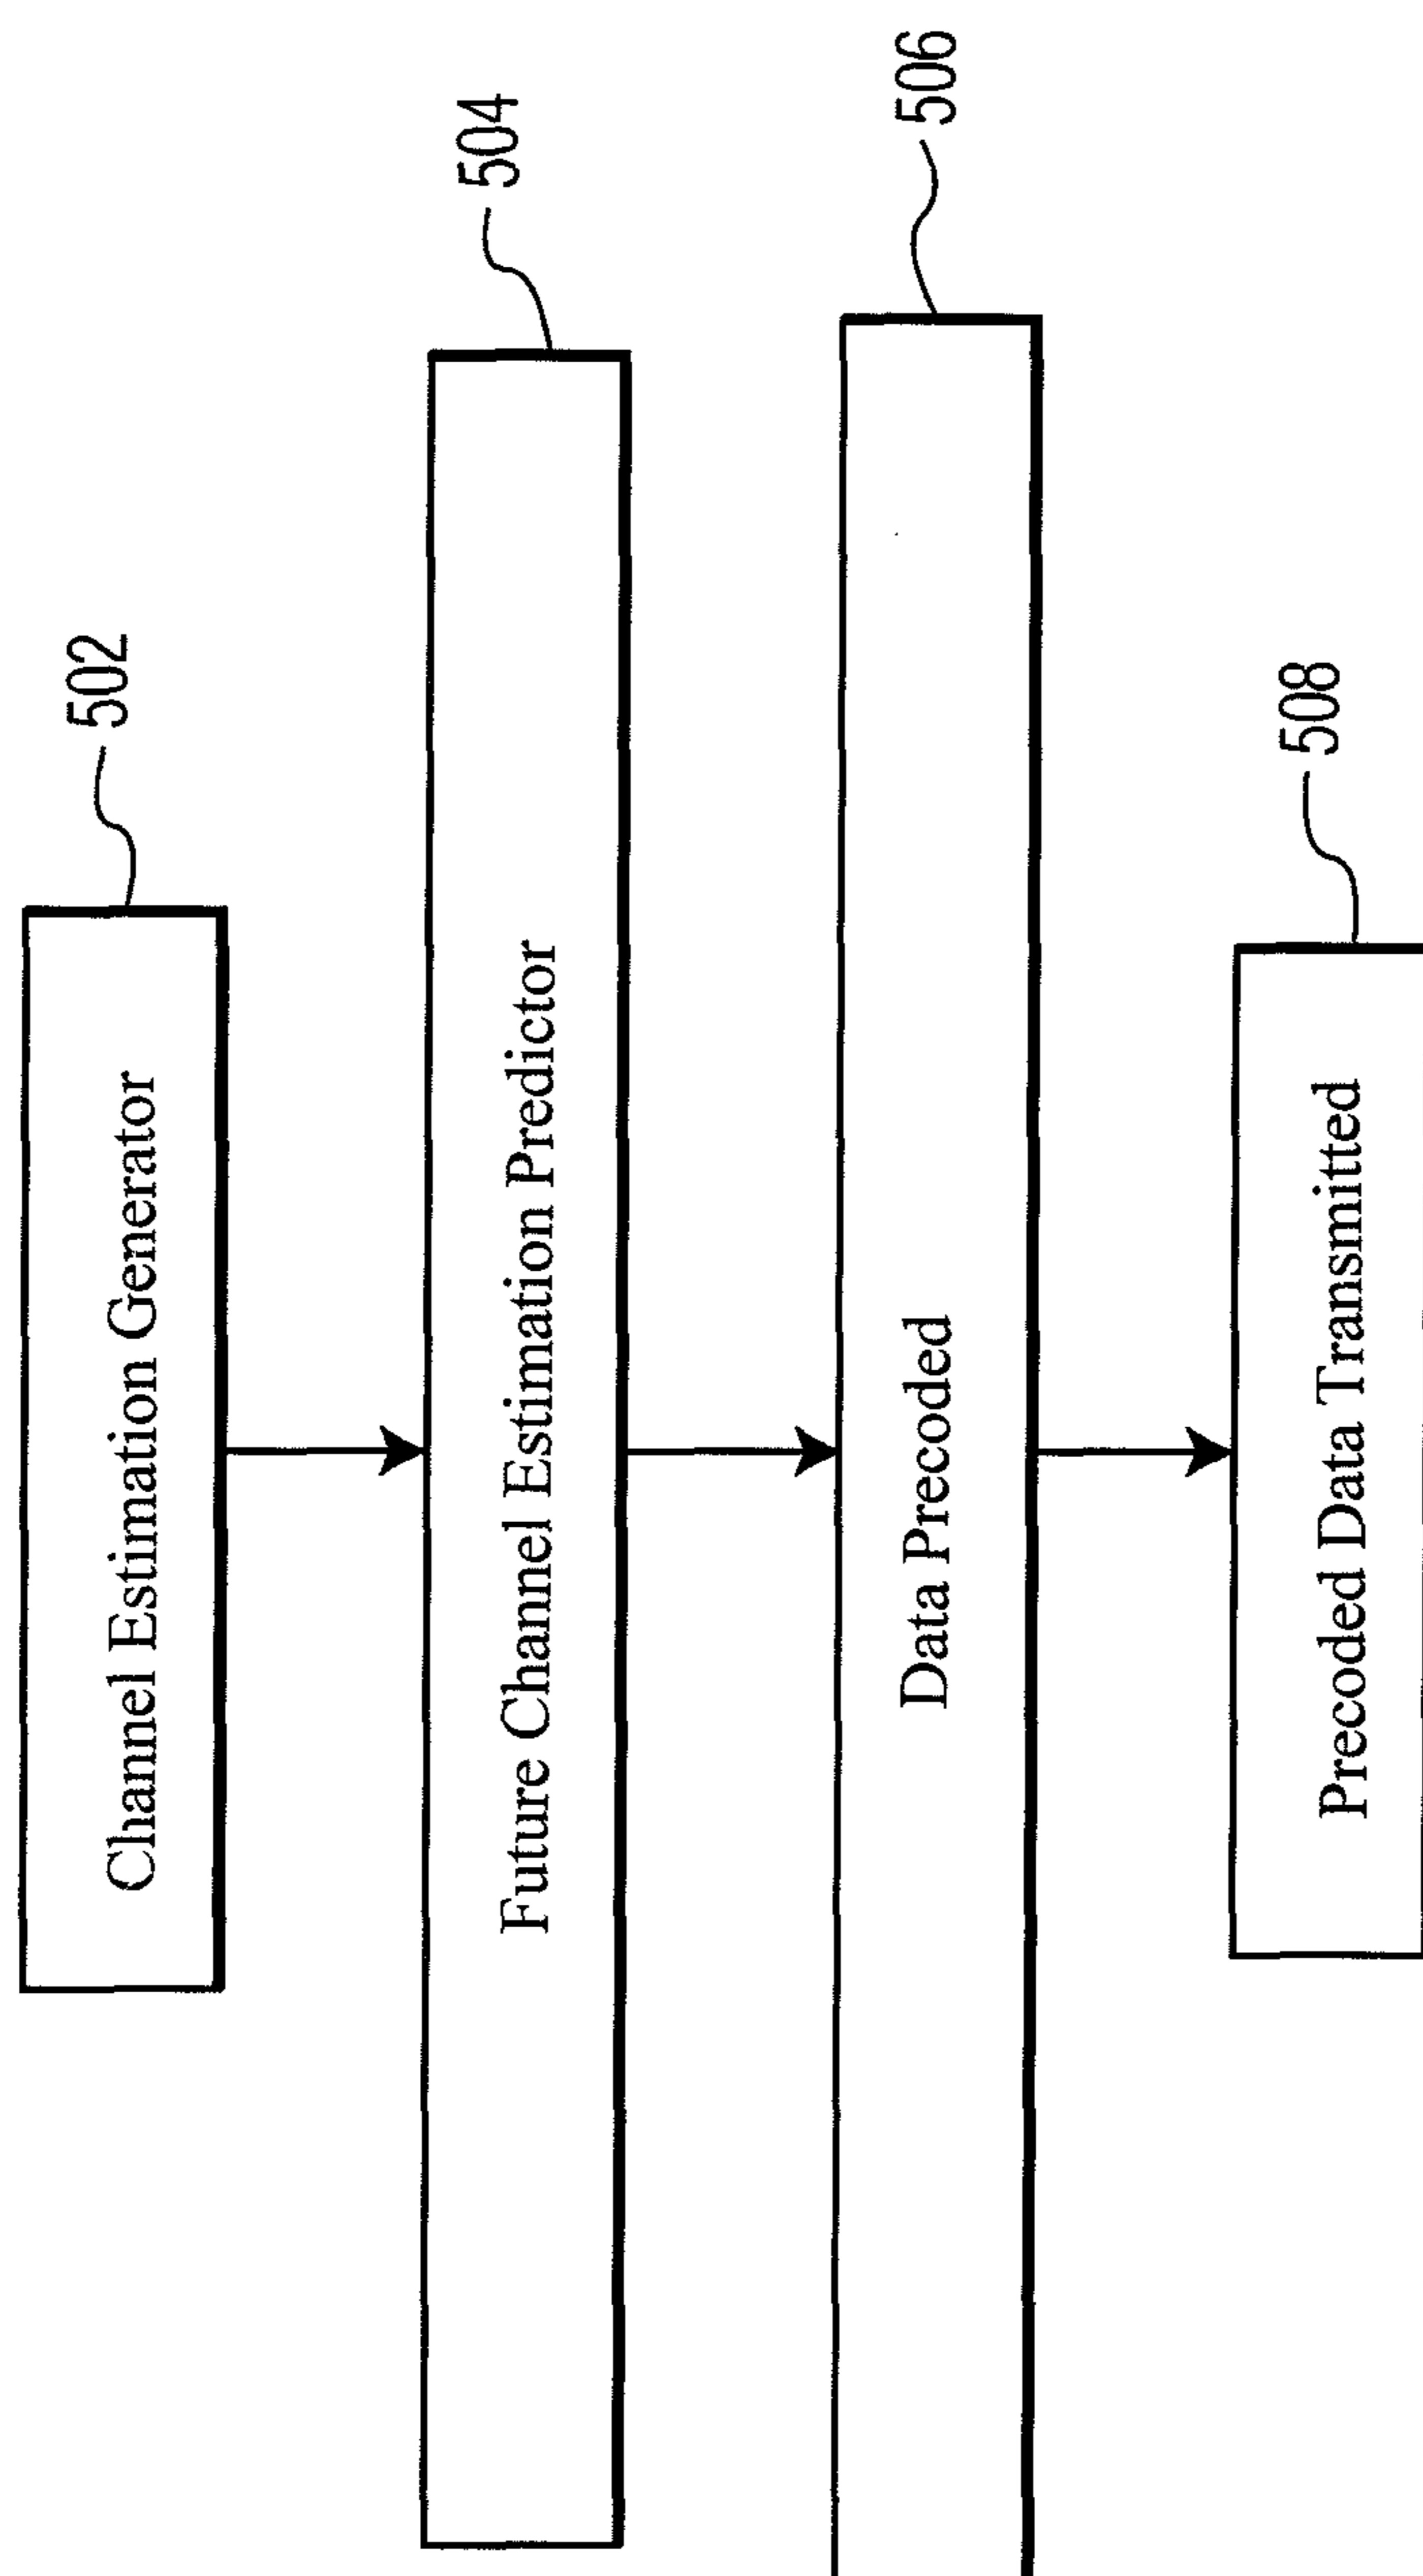 502
Channel Estimation Generator
504
Future Channel Estimation Predictor
506
Data Precoded
508
Precoded Data Transmitted